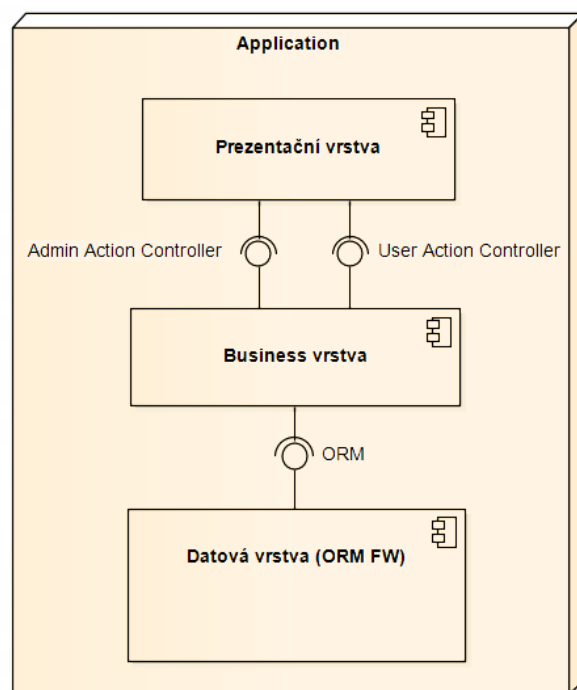 Application
Prezentační vrstva
Admin Action Controller
User Action Controller
Business vrstva
ORM
Datová vrstva (ORM FW)